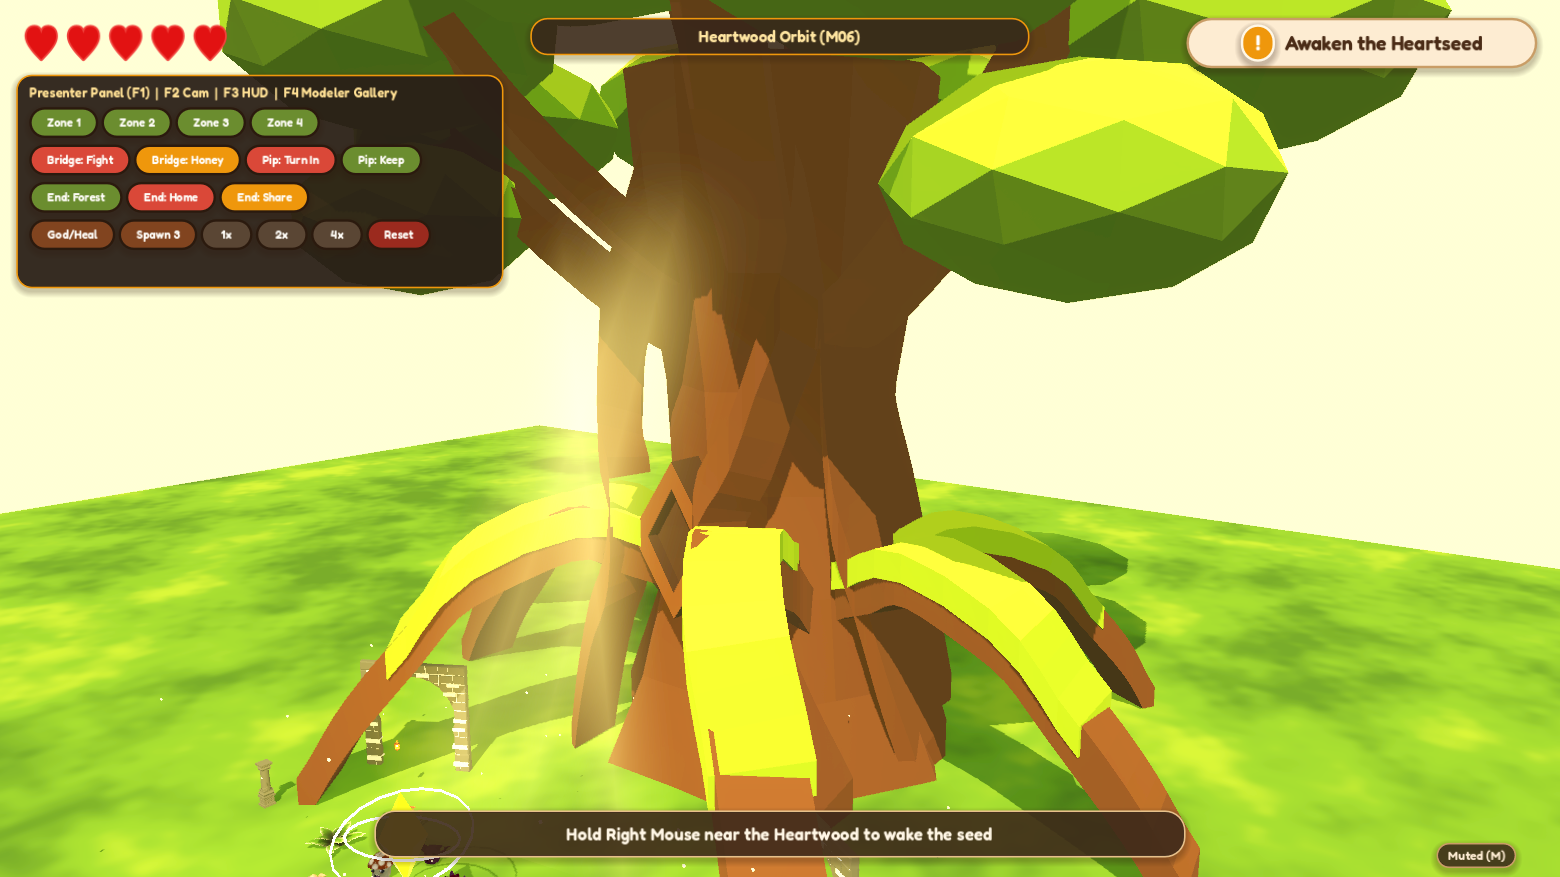 Heartwood Orbit (M06)
! Awaken the Heartseed
Presenter Panel (F1) | F2 Cam | F3 HUD | F4 Modeler Gallery
Zone 1 Zone 2 Zone 3 Zone 4
Bridge: Fight Bridge: Honey Pip: Turn In Pip: Keep
End: Forest End: Home End: Share
God/Heal Spawn 3 1x 2x 4x Reset
Hold Right Mouse near the Heartwood to wake the seed
Muted (M)